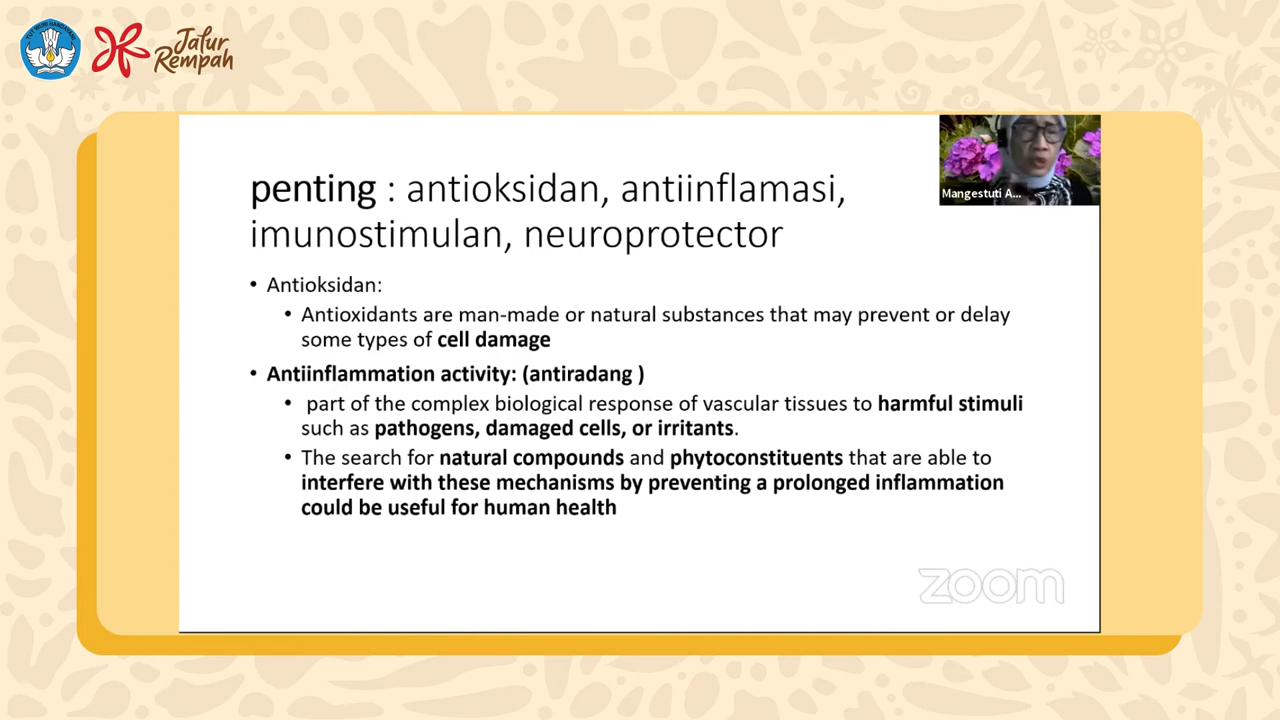 TUT WURI HANDAYANI
Jalur
Rempah
Mangestuti A...
penting : antioksidan, antiinflamasi,
imunostimulan, neuroprotector
• Antioksidan:
• Antioxidants are man-made or natural substances that may prevent or delay
some types of cell damage
• Antiinflammation activity: (antiradang )
• part of the complex biological response of vascular tissues to harmful stimuli
such as pathogens, damaged cells, or irritants.
• The search for natural compounds and phytoconstituents that are able to
interfere with these mechanisms by preventing a prolonged inflammation
could be useful for human health
zoom